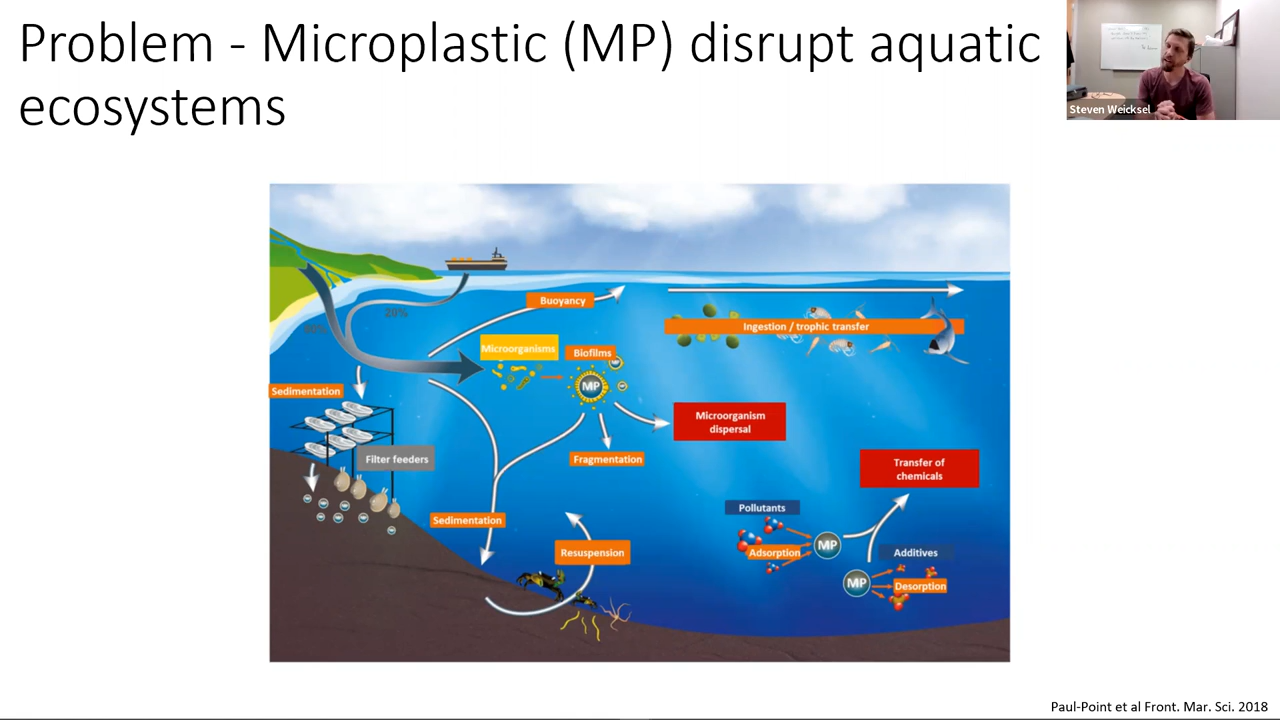 Problem - Microplastic (MP) disrupt aquatic
ecosystems
Steven Weicksel
Buoyancy
20%
80%
Ingestion / trophic transfer
Microorganisms
Biofilms
MP
Sedimentation
Microorganism
dispersal
Filter feeders
Fragmentation
Transfer of
chemicals
Sedimentation
Pollutants
Adsorption
MP
Resuspension
Additives
MP
Desorption
Paul-Point et al Front. Mar. Sci. 2018